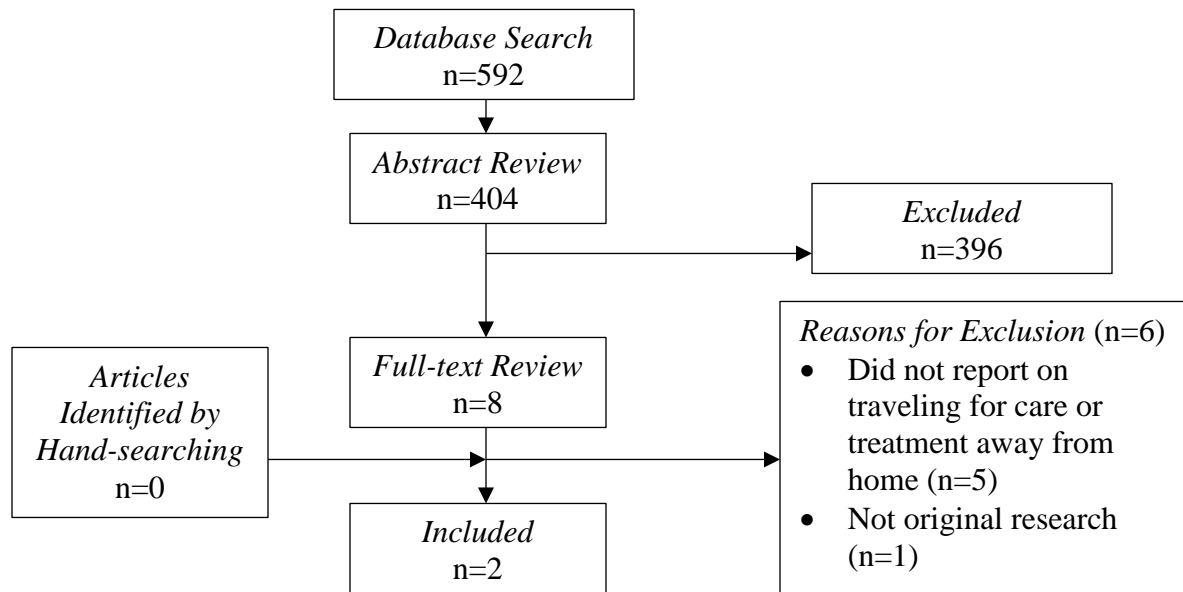 Database Search
n=592
Abstract Review
n=404
Excluded
n=396
Full-text Review
n=8
Articles
Identified by
Hand-searching
n=0
Reasons for Exclusion (n=6)
• Did not report on
traveling for care or
treatment away from
home (n=5)
• Not original research
(n=1)
Included
n=2